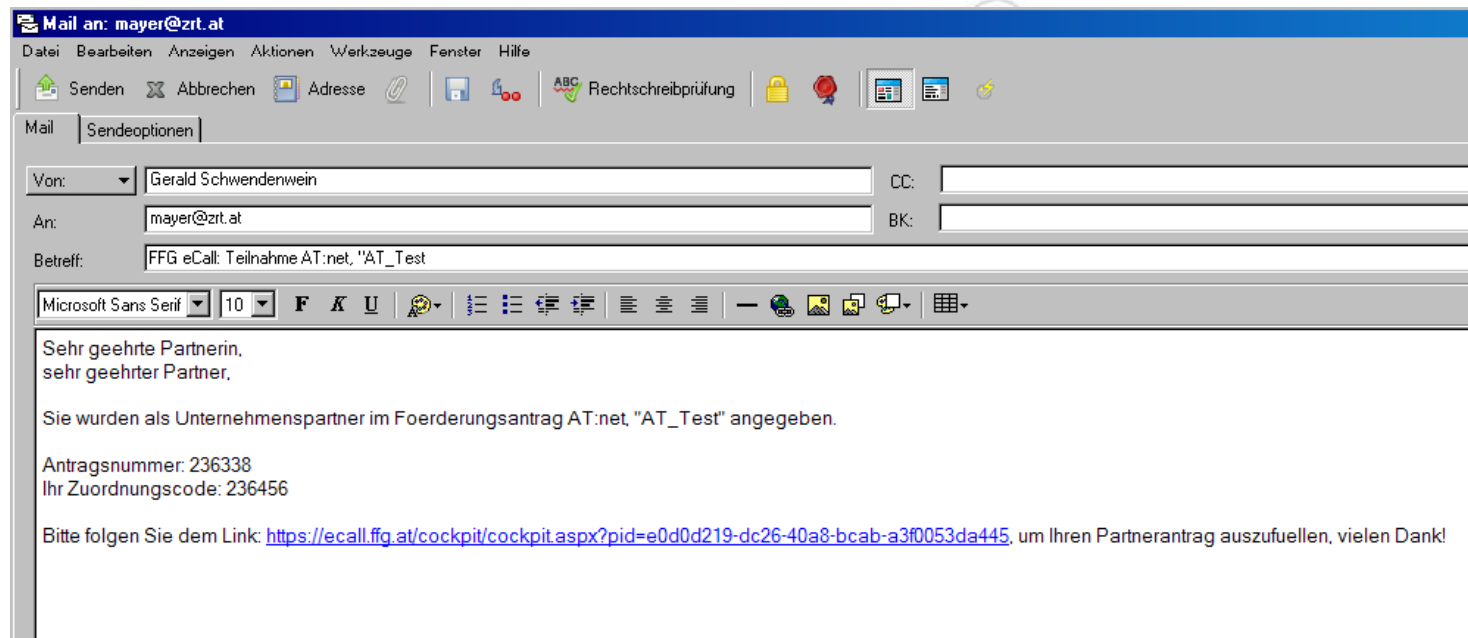 Mail an: mayer@zrt.at
Datei Bearbeiten Anzeigen Aktionen Werkzeuge Fenster Hilfe
Senden Abbrechen Adresse ABC Rechtschreibprüfung
Mail Sendeoptionen
Von: Gerald Schwendenwein CC:
An: mayer@zrt.at BK:
Betreff: FFG eCall: Teilnahme AT:net, "AT_Test
Microsoft Sans Serif 10 F K U
Sehr geehrte Partnerin,
sehr geehrter Partner,
Sie wurden als Unternehmenspartner im Foerderungsantrag AT:net, "AT_Test" angegeben.
Antragsnummer: 236338
Ihr Zuordnungscode: 236456
Bitte folgen Sie dem Link: https://ecall.ffg.at/cockpit/cockpit.aspx?pid=e0d0d219-dc26-40a8-bcab-a3f0053da445, um Ihren Partnerantrag auszufuellen, vielen Dank!